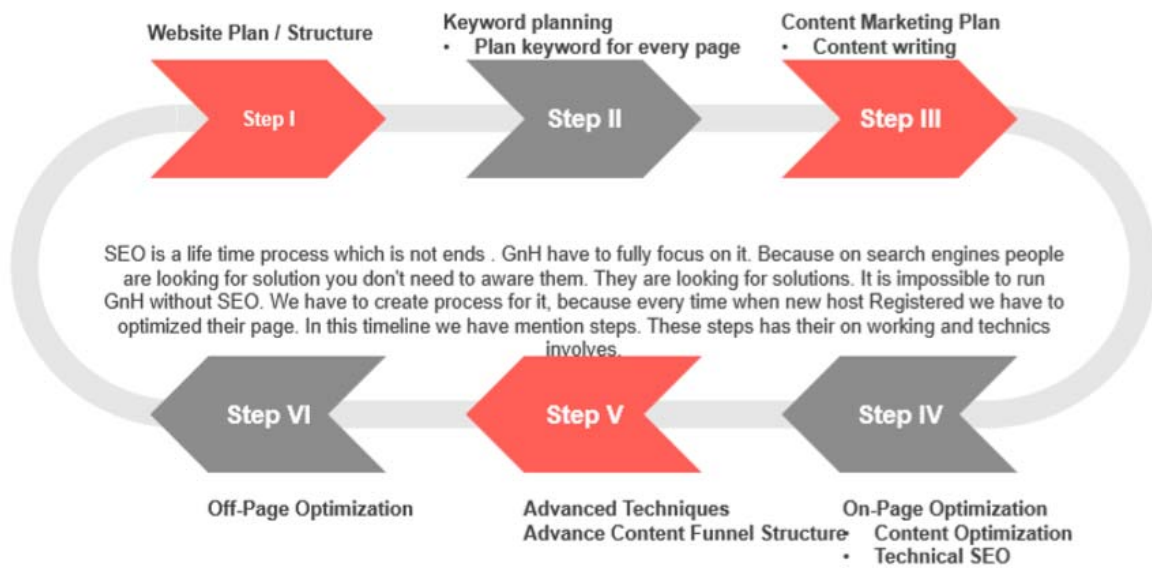 Website Plan / Structure
Keyword planning
• Plan keyword for every page
Content Marketing Plan
• Content writing
Step I
Step II
Step III
SEO is a life time process which is not ends . GnH have to fully focus on it. Because on search engines people
are looking for solution you don't need to aware them. They are looking for solutions. It is impossible to run
GnH without SEO. We have to create process for it, because every time when new host Registered we have to
optimized their page. In this timeline we have mention steps. These steps has their on working and technics
involves.
Step VI
Step V
Step IV
Off-Page Optimization
Advanced Techniques
Advance Content Funnel Structure
On-Page Optimization
• Content Optimization
• Technical SEO